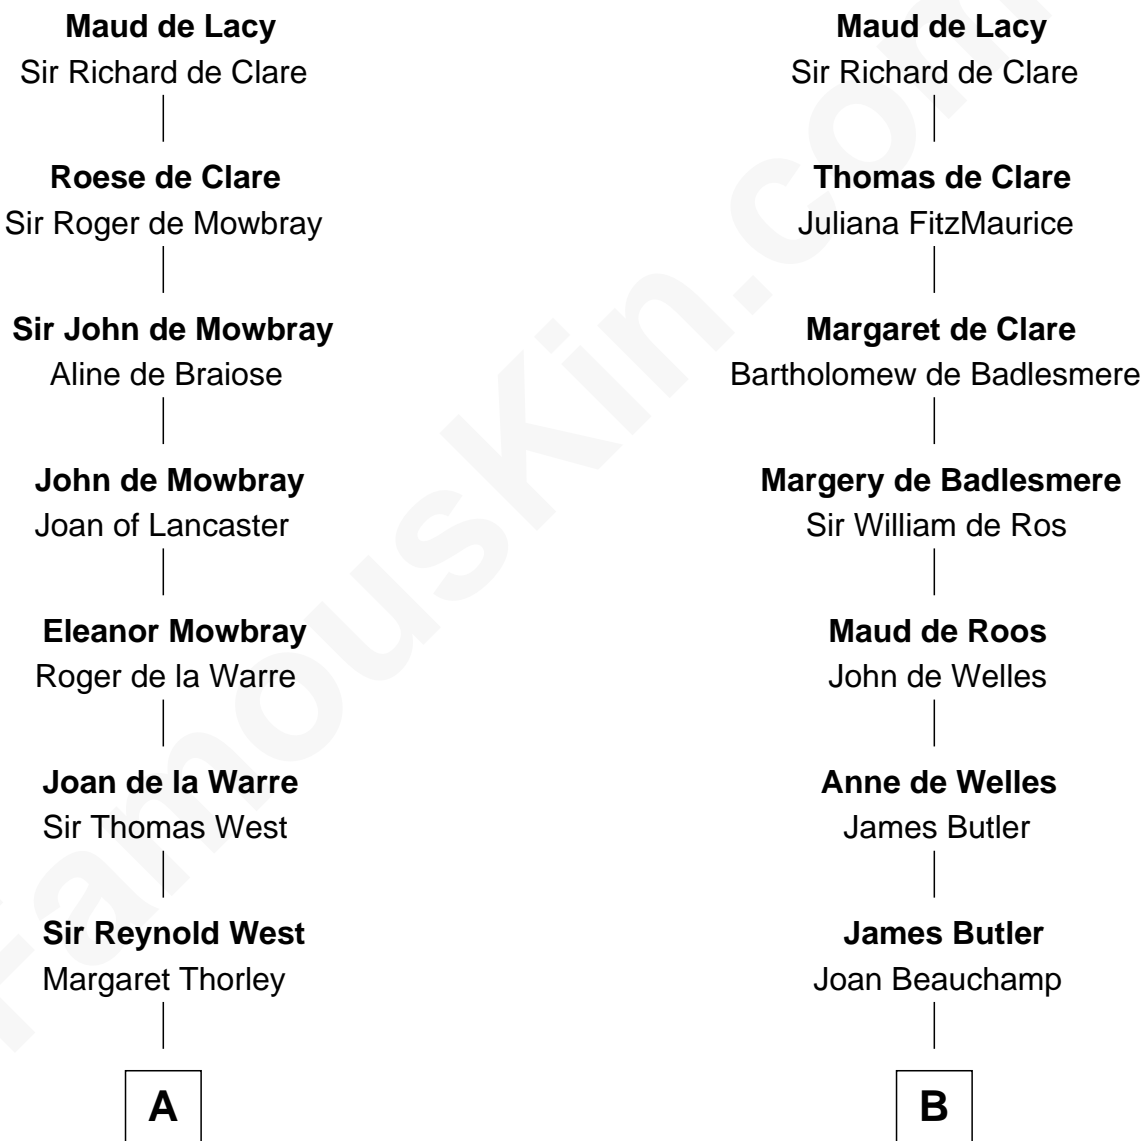 Maud de Lacy
Sir Richard de Clare
Roese de Clare
Sir Roger de Mowbray
Sir John de Mowbray
Aline de Braiose
John de Mowbray
Joan of Lancaster
Eleanor Mowbray
Roger de la Warre
Joan de la Warre
Sir Thomas West
Sir Reynold West
Margaret Thorley
A
Maud de Lacy
Sir Richard de Clare
Thomas de Clare
Juliana FitzMaurice
Margaret de Clare
Bartholomew de Badlesmere
Margery de Badlesmere
Sir William de Ros
Maud de Roos
John de Welles
Anne de Welles
James Butler
James Butler
Joan Beauchamp
B
FamousKin.com